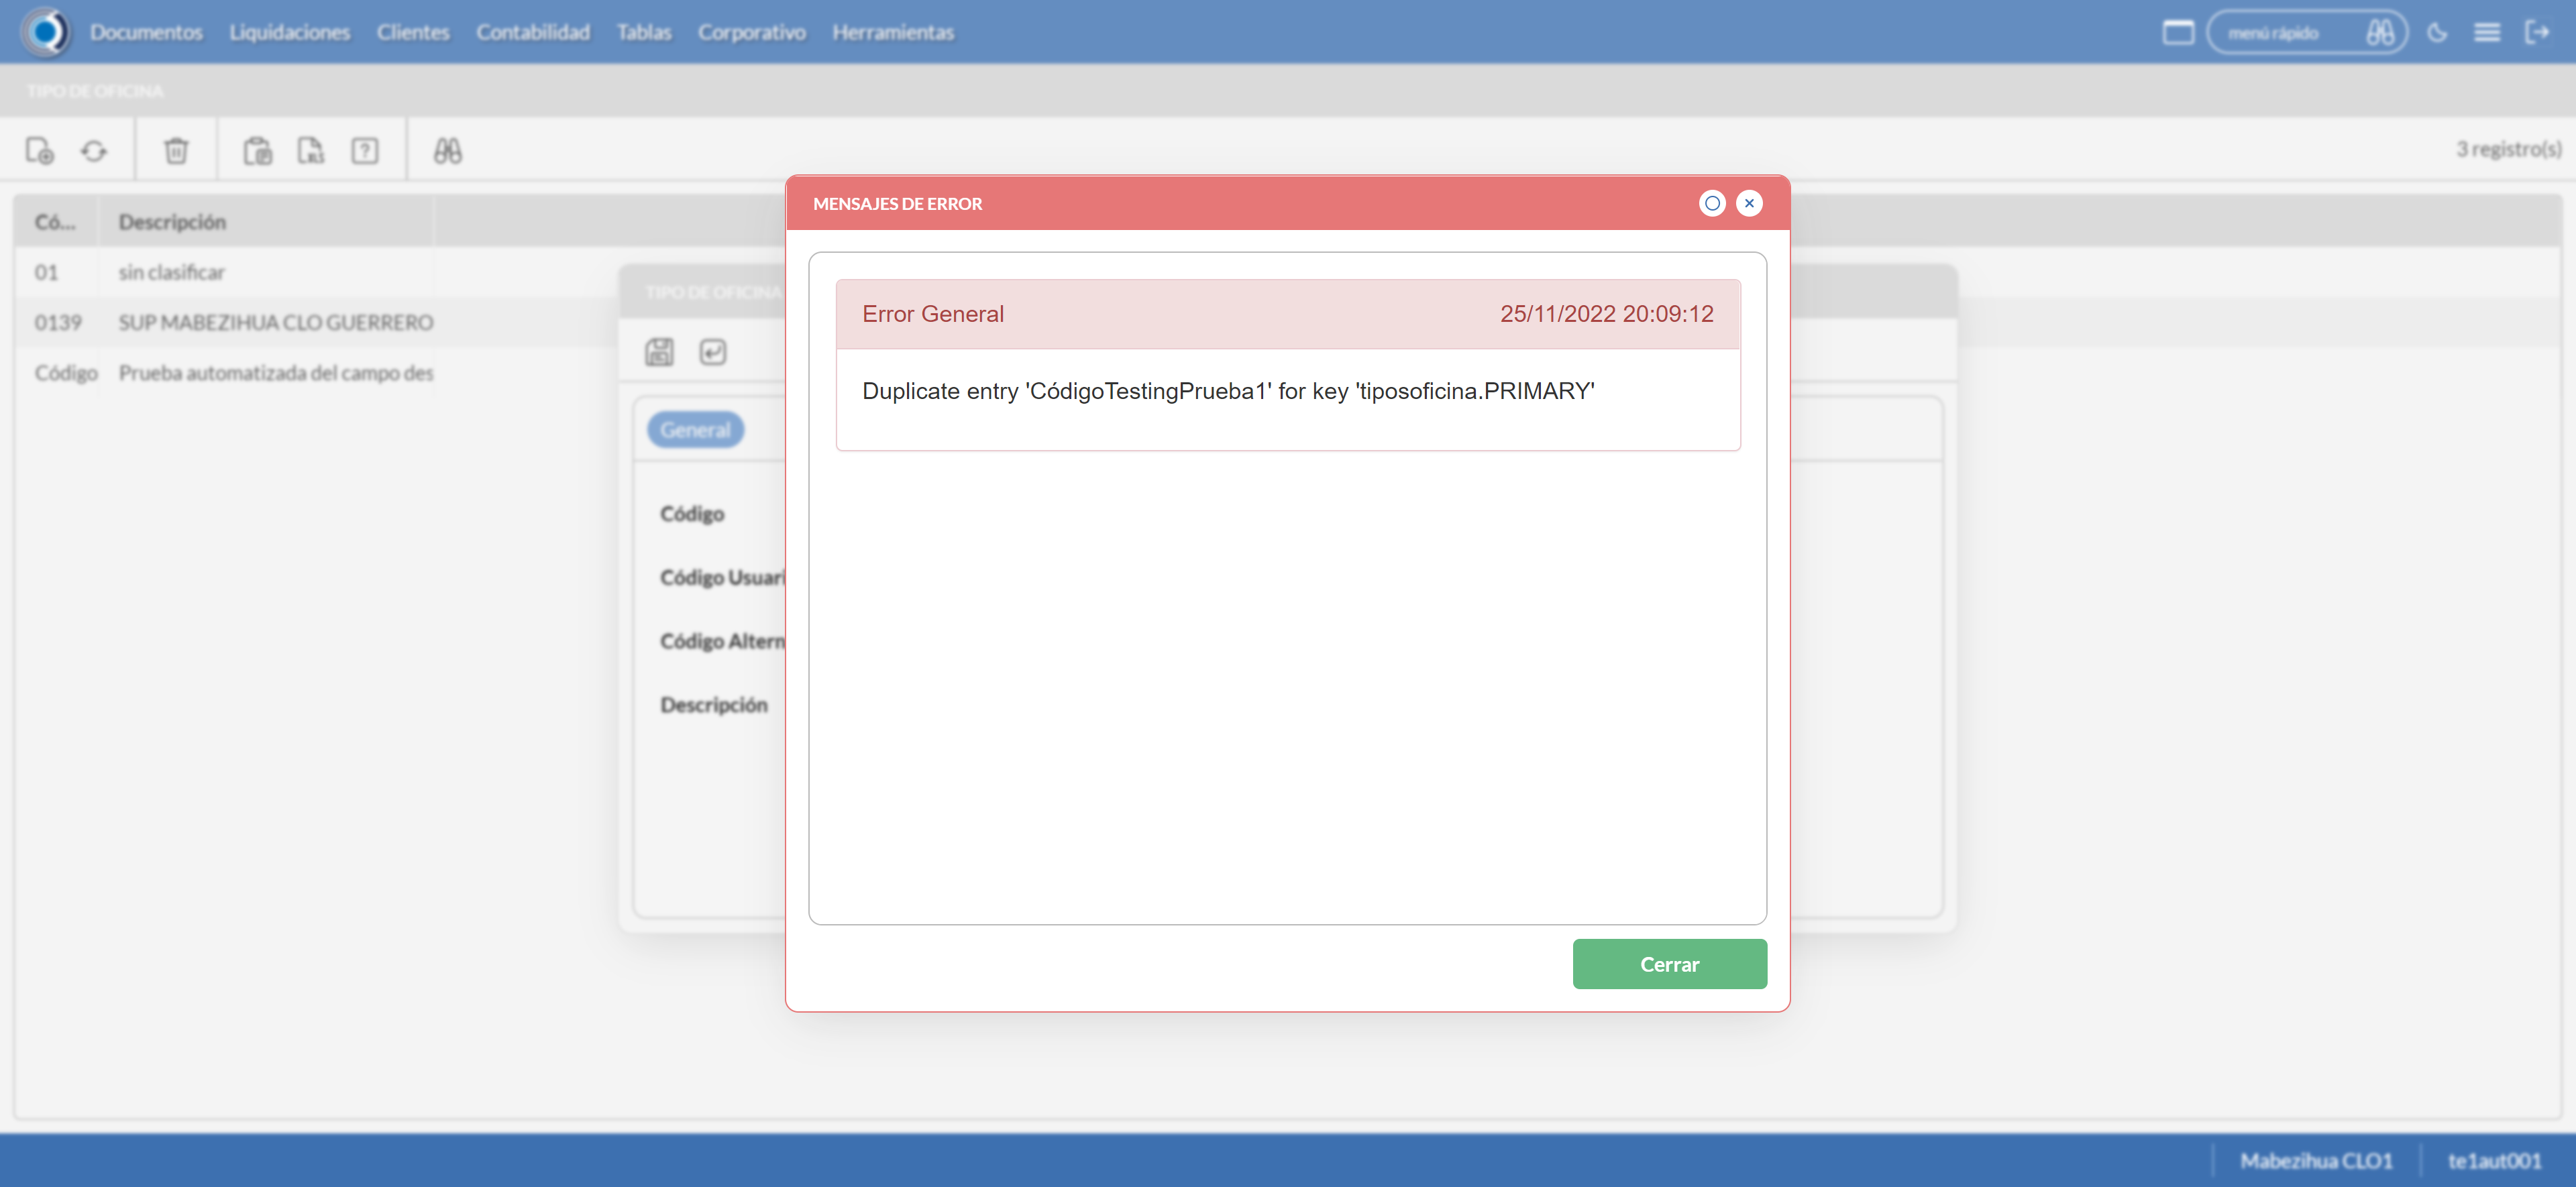 Documentos Liquidaciones Clientes Contabilidad Tablas Corporativo Herramientas menú rápido
TIPO DE OFICINA
3 registro(s)
Có... Descripción
01 sin clasificar
0139 SUP MABEZIHUA CLO GUERRERO
Código Prueba automatizada del campo des
TIPO DE OFICINA
General
Código
Código Usuari
Código Altern
Descripción
MENSAJES DE ERROR
Error General 25/11/2022 20:09:12
Duplicate entry 'CódigoTestingPrueba1' for key 'tiposoficina.PRIMARY'
Cerrar
Mabezihua CLO1 te1aut001